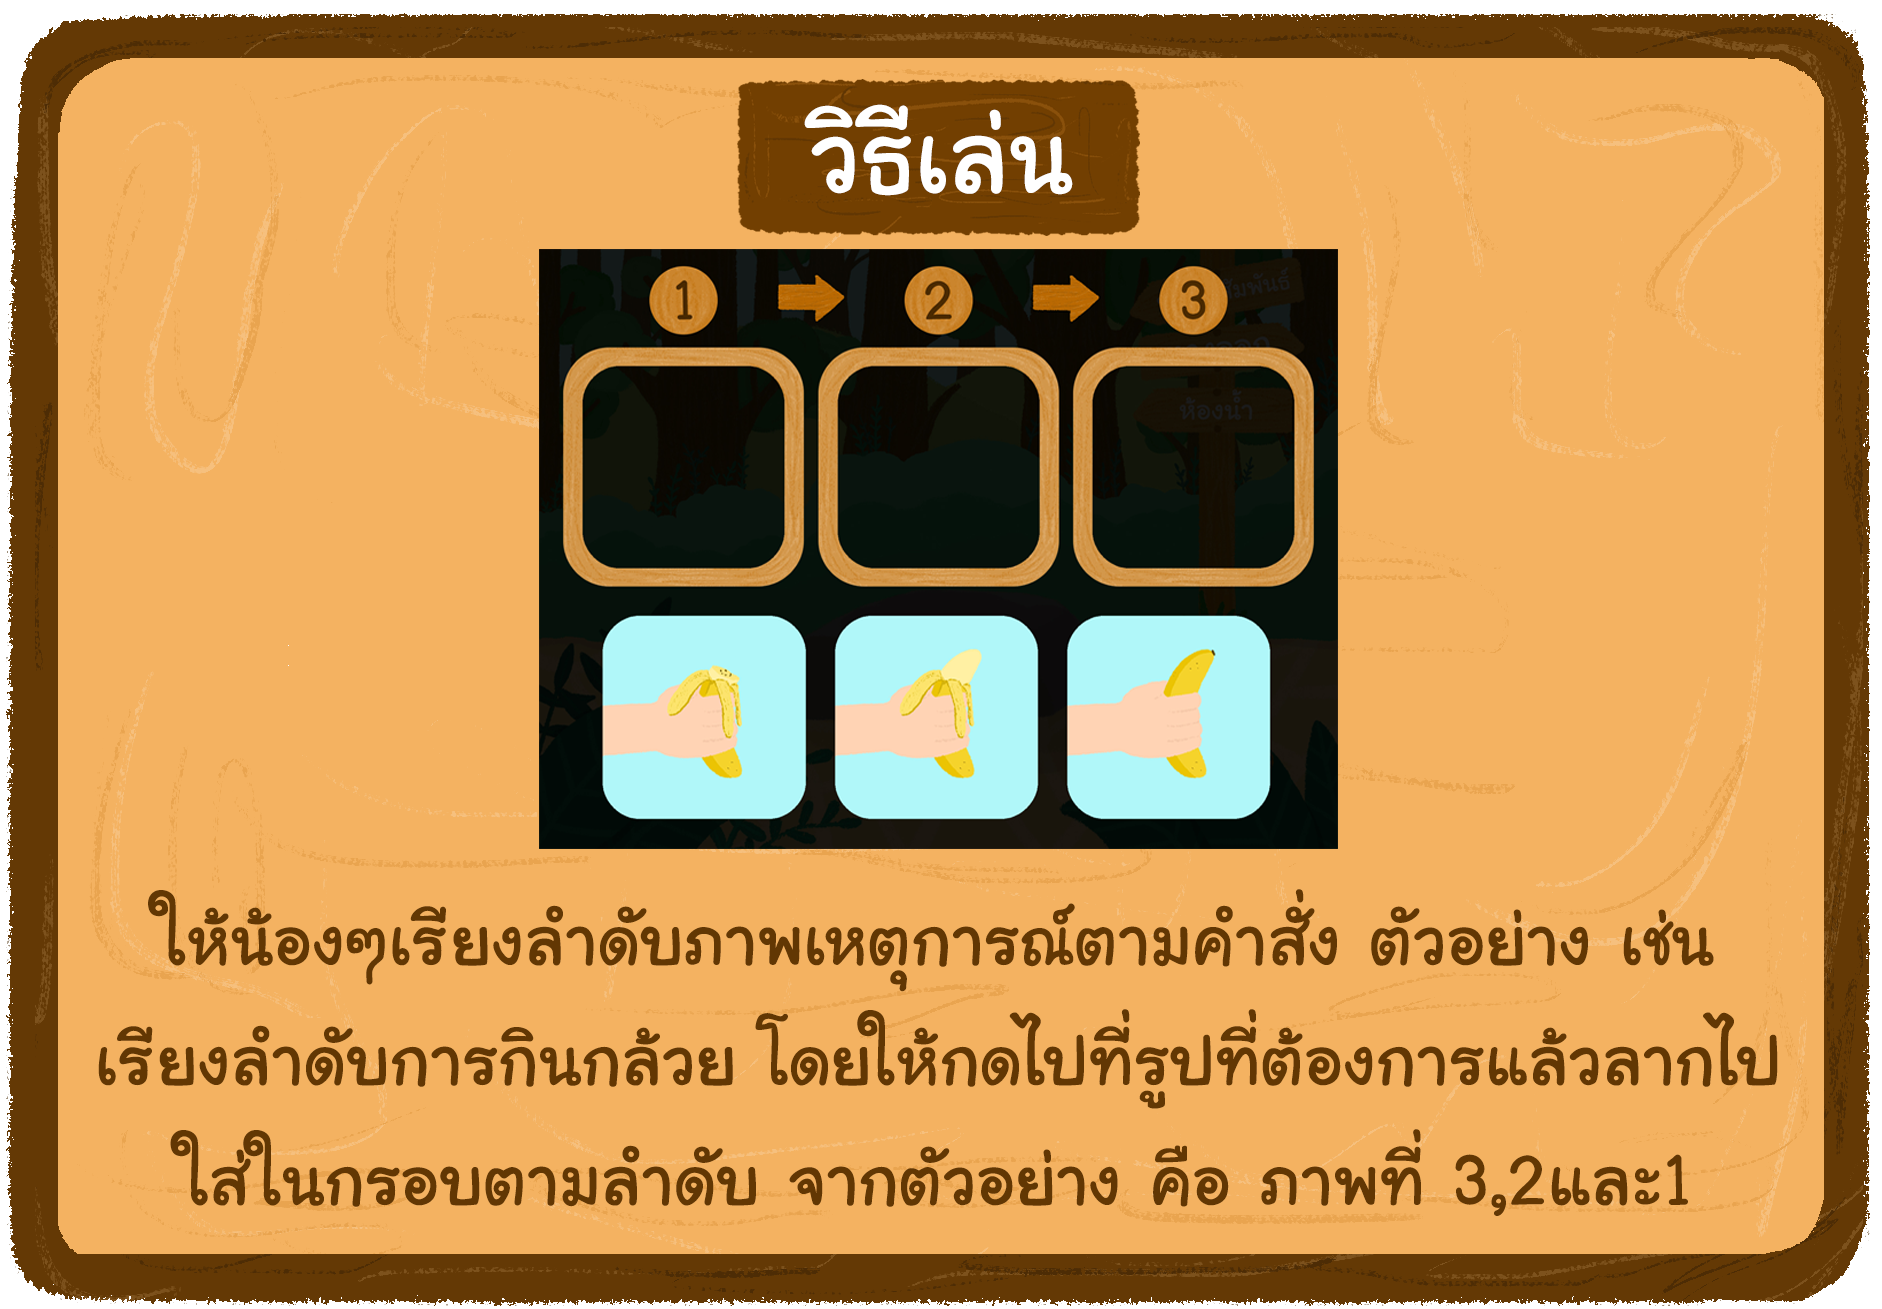 วิธีเล่น
1 2 3
ห้องน้ำ
ให้น้องๆเรียงลำดับภาพเหตุการณ์ตามคำสั่ง ตัวอย่าง เช่น
เรียงลำดับการกินกล้วย โดยให้กดไปที่รูปที่ต้องการแล้วลากไป
ใส่ในกรอบตามลำดับ จากตัวอย่าง คือ ภาพที่ 3,2และ1